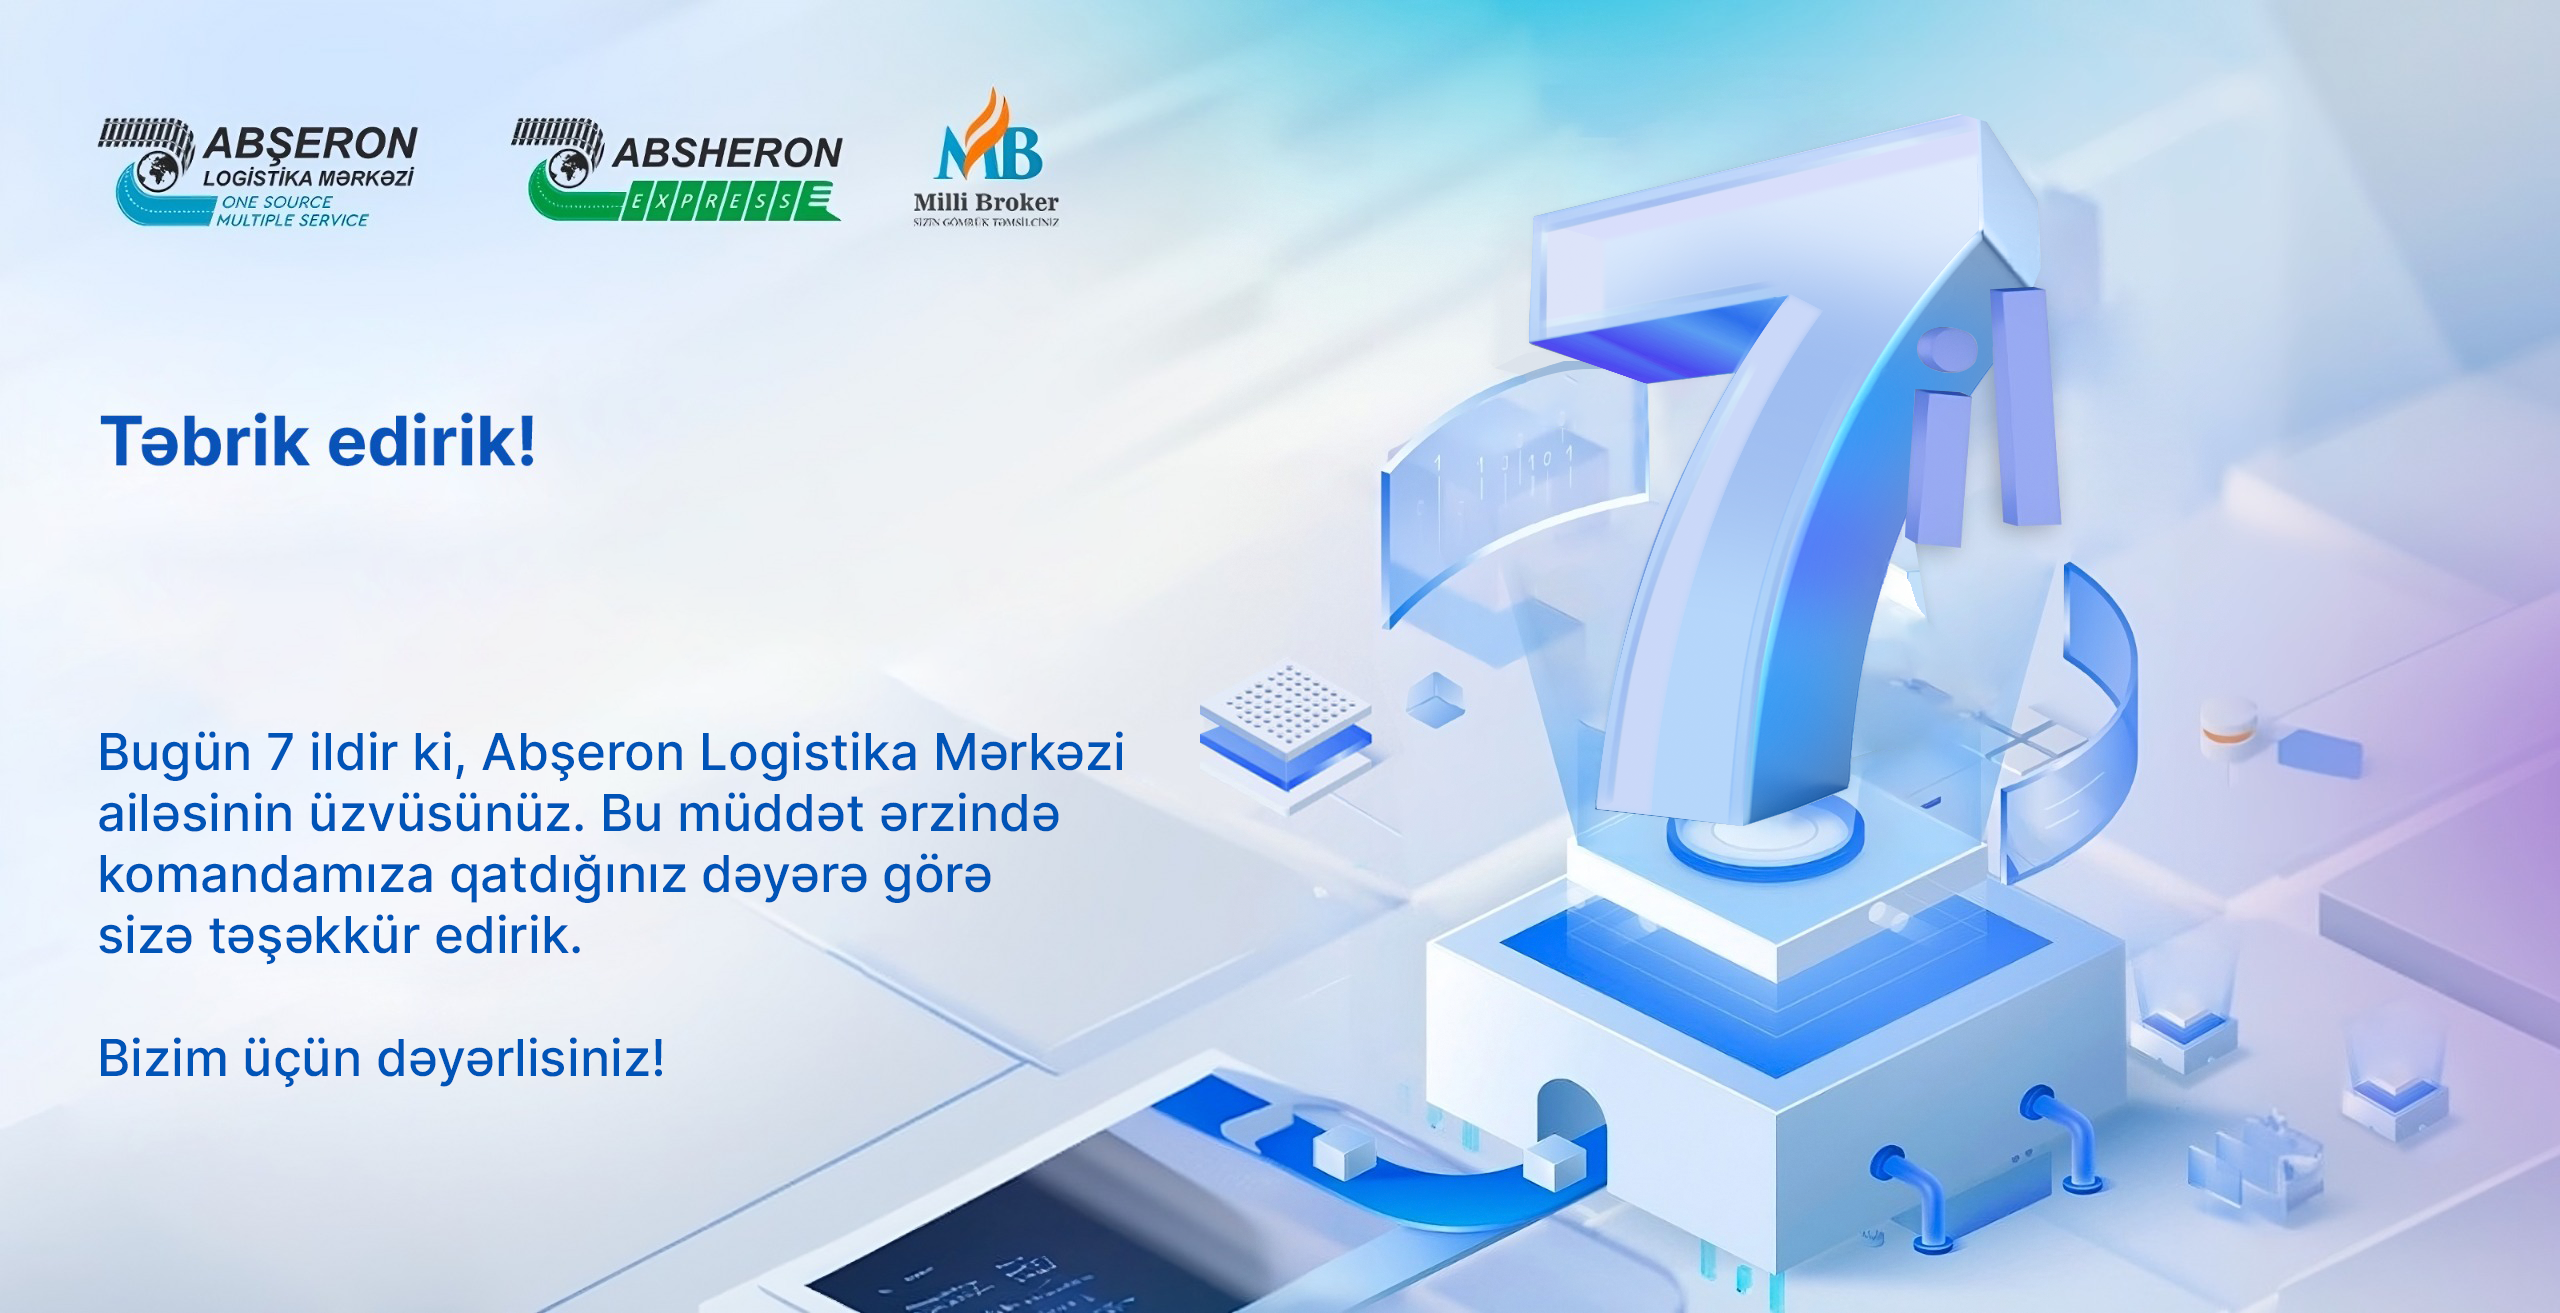 ABŞERON
LOGİSTİKA MƏRKƏZİ
ONE SOURCE
MULTIPLE SERVICE
ABSHERON
EXPRESS
MB
Milli Broker
SİZİN GÖMRÜK TƏMSİLÇİNİZ
Təbrik edirik!
7
Bugün 7 ildir ki, Abşeron Logistika Mərkəzi
ailəsinin üzvüsünüz. Bu müddət ərzində
komandamıza qatdığınız dəyərə görə
sizə təşəkkür edirik.
Bizim üçün dəyərlisiniz!